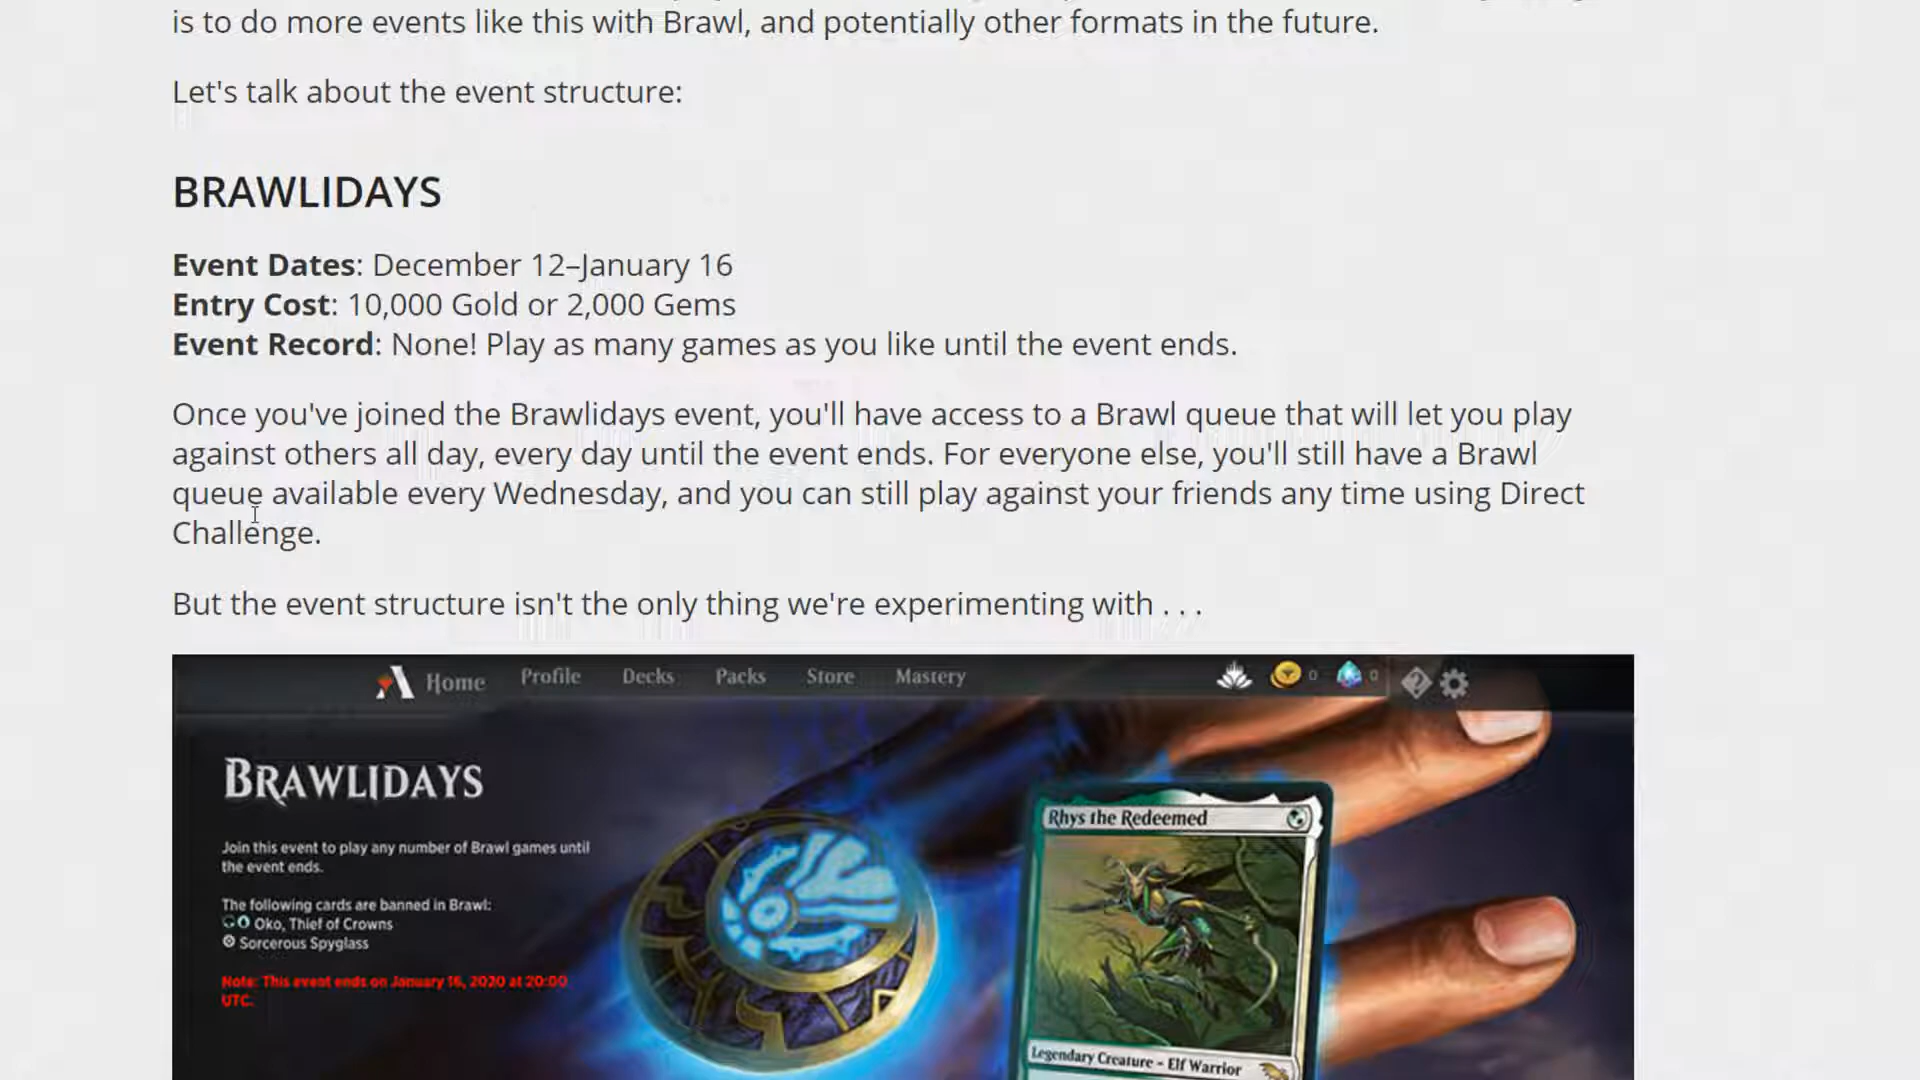 is to do more events like this with Brawl, and potentially other formats in the future.
Let's talk about the event structure:
BRAWLIDAYS
Event Dates: December 12–January 16
Entry Cost: 10,000 Gold or 2,000 Gems
Event Record: None! Play as many games as you like until the event ends.
Once you've joined the Brawlidays event, you'll have access to a Brawl queue that will let you play
against others all day, every day until the event ends. For everyone else, you'll still have a Brawl
queue available every Wednesday, and you can still play against your friends any time using Direct
Challenge.
But the event structure isn't the only thing we're experimenting with . . .
Home Profile Decks Packs Store Mastery 0 0
BRAWLIDAYS
Join this event to play any number of Brawl games until
the event ends.
The following cards are banned in Brawl:
Oko, Thief of Crowns
Sorcerous Spyglass
Note: This event ends on January 16, 2020 at 20:00
UTC.
Rhys the Redeemed
Legendary Creature - Elf Warrior